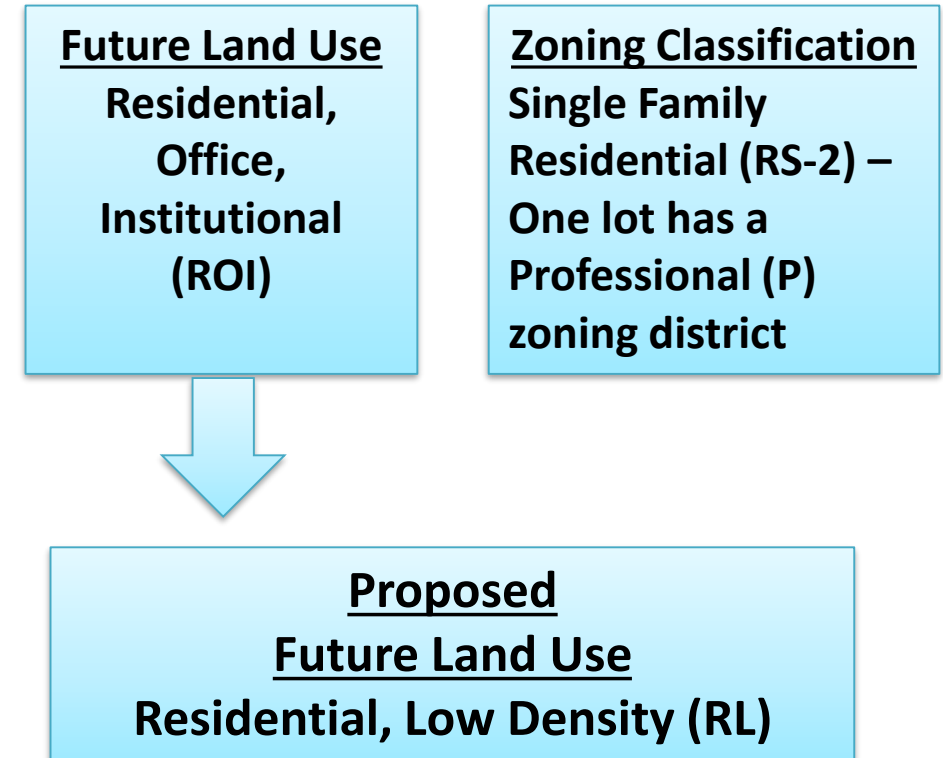 Future Land Use
Residential,
Office,
Institutional
(ROI)
Zoning Classification
Single Family
Residential (RS-2) –
One lot has a
Professional (P)
zoning district
Proposed
Future Land Use
Residential, Low Density (RL)